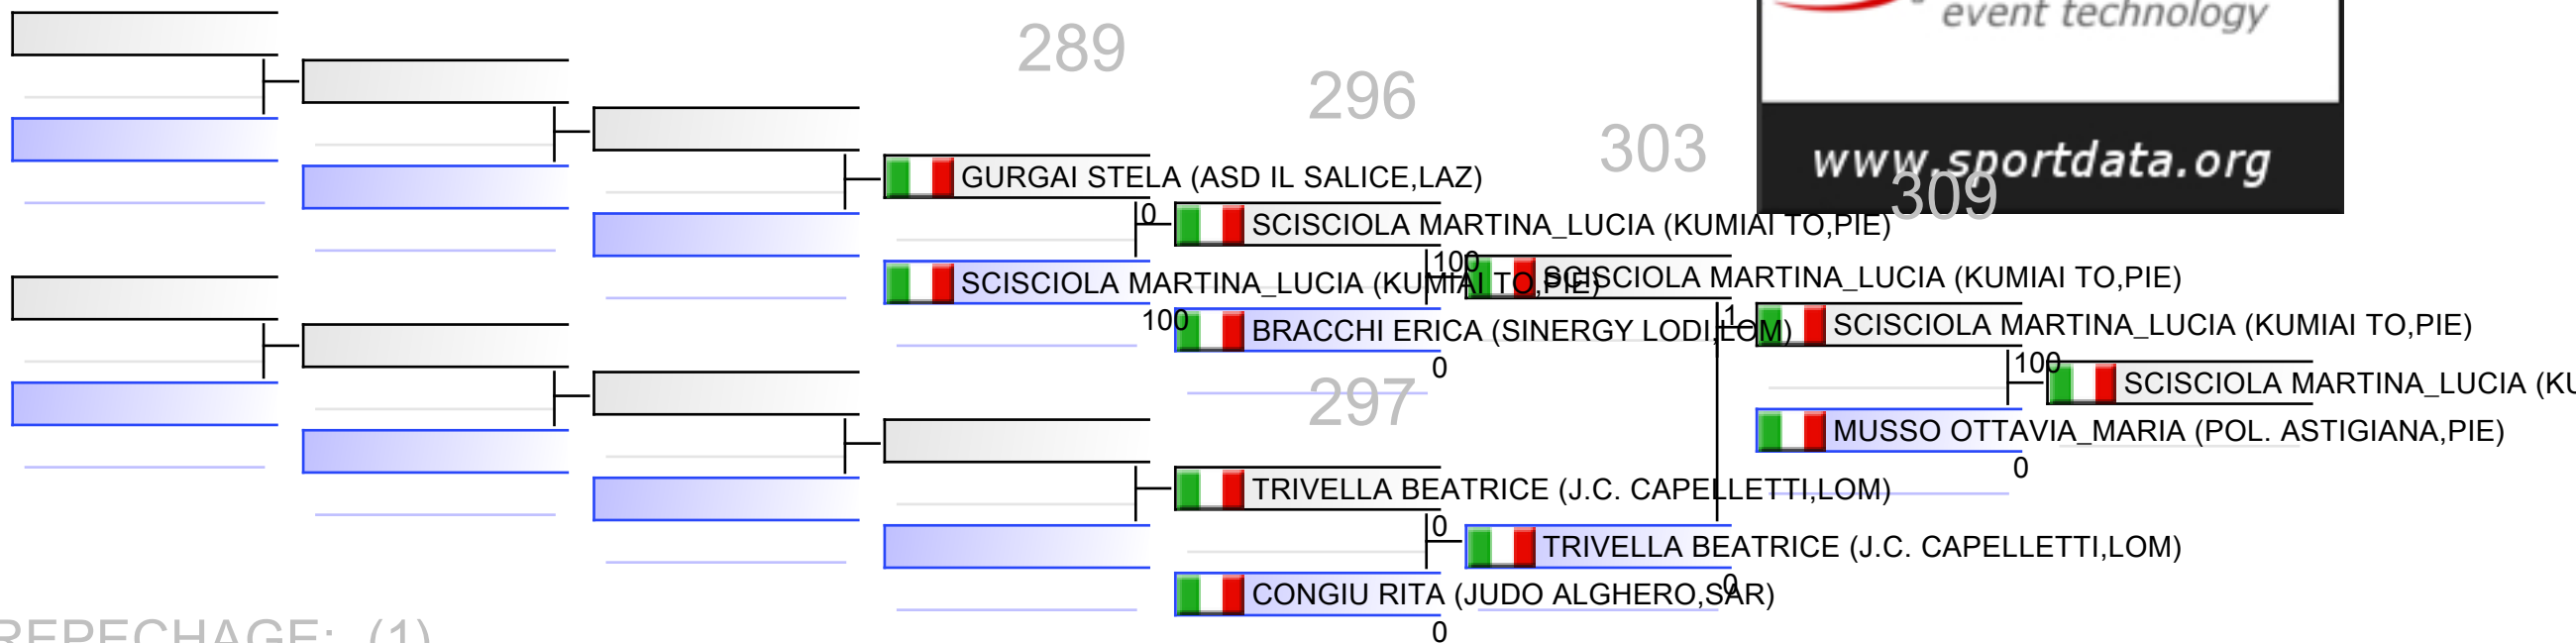 event technology
289
296
303
www.sportdata.org
309
GURGAI STELA (ASD IL SALICE,LAZ)
0
SCISCIOLA MARTINA_LUCIA (KUMIAI TO,PIE)
100
SCISCIOLA MARTINA_LUCIA (KUMIAI TO,PIE)
SCISCIOLA MARTINA_LUCIA (KUMIAI TO,PIE)
100
BRACCHI ERICA (SINERGY LODI,LOM)
0
1
SCISCIOLA MARTINA_LUCIA (KUMIAI TO,PIE)
100
SCISCIOLA MARTINA_LUCIA (KU
297
MUSSO OTTAVIA_MARIA (POL. ASTIGIANA,PIE)
0
TRIVELLA BEATRICE (J.C. CAPELLETTI,LOM)
0
TRIVELLA BEATRICE (J.C. CAPELLETTI,LOM)
0
CONGIU RITA (JUDO ALGHERO,SAR)
0
REPECHAGE: (1)